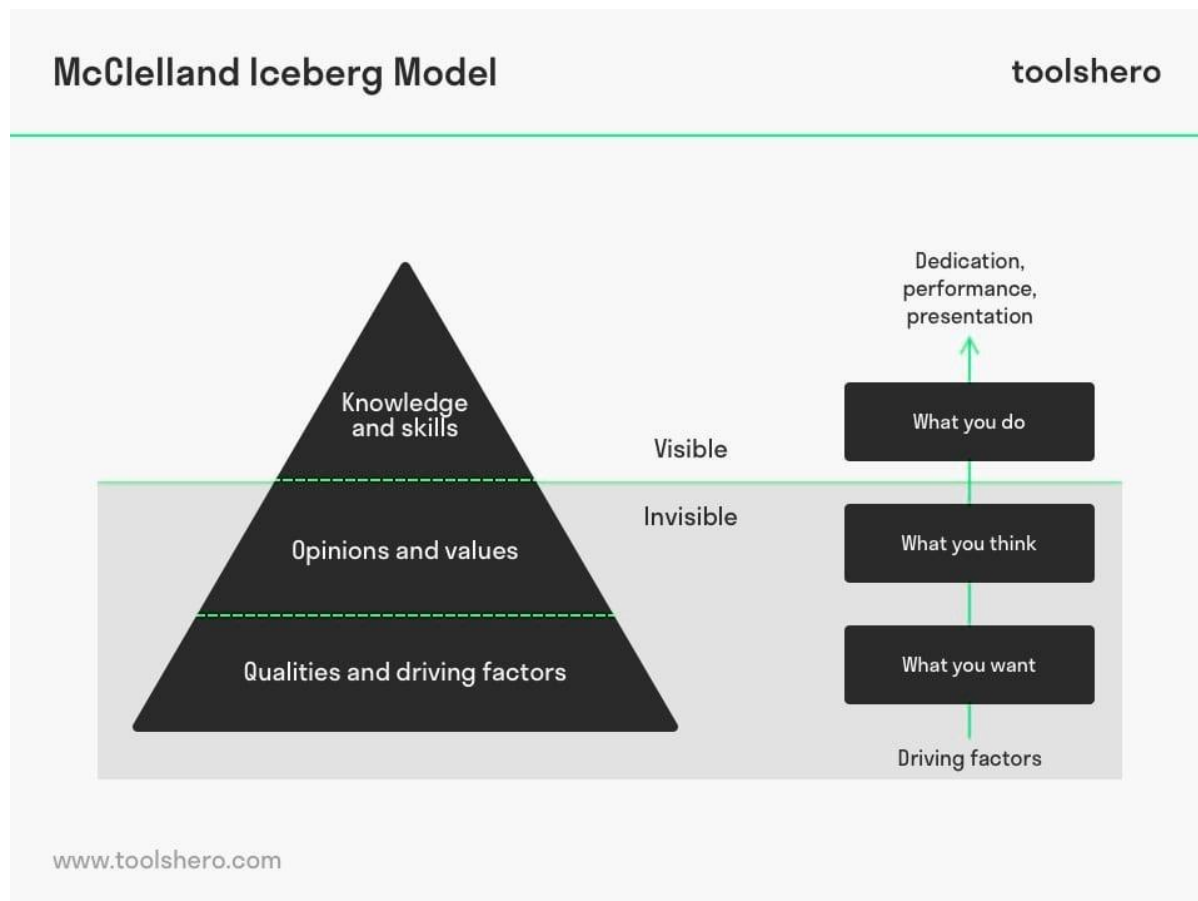 McClelland Iceberg Model
toolshero
Knowledge
and skills
Opinions and values
Qualities and driving factors
Visible
Invisible
Dedication,
performance,
presentation
What you do
What you think
What you want
Driving factors
www.toolshero.com